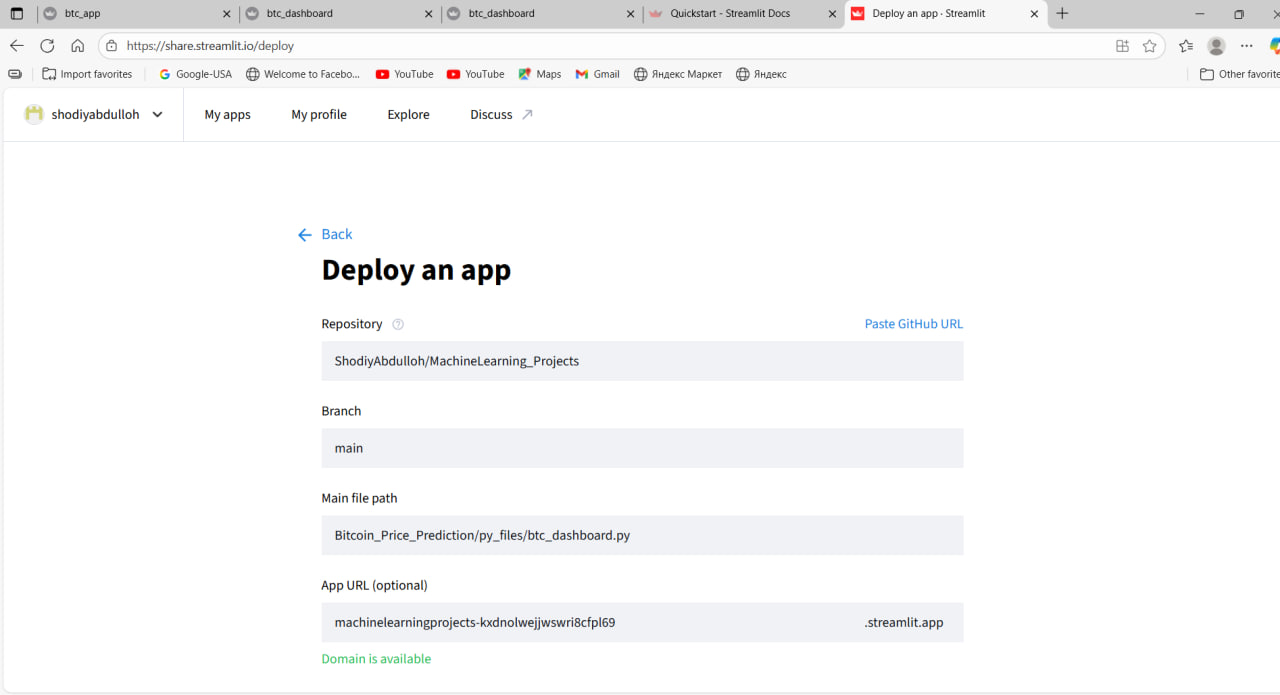 btc_app
btc_dashboard
btc_dashboard
Quickstart - Streamlit Docs
Deploy an app · Streamlit
https://share.streamlit.io/deploy
Import favorites
Google-USA
Welcome to Facebo...
YouTube
YouTube
Maps
Gmail
Яндекс Маркет
Яндекс
Other favorite
shodiyabdulloh
My apps
My profile
Explore
Discuss
Back
Deploy an app
Repository
Paste GitHub URL
ShodiyAbdulloh/MachineLearning_Projects
Branch
main
Main file path
Bitcoin_Price_Prediction/py_files/btc_dashboard.py
App URL (optional)
machinelearningprojects-kxdnolwejjwswri8cfpl69
.streamlit.app
Domain is available